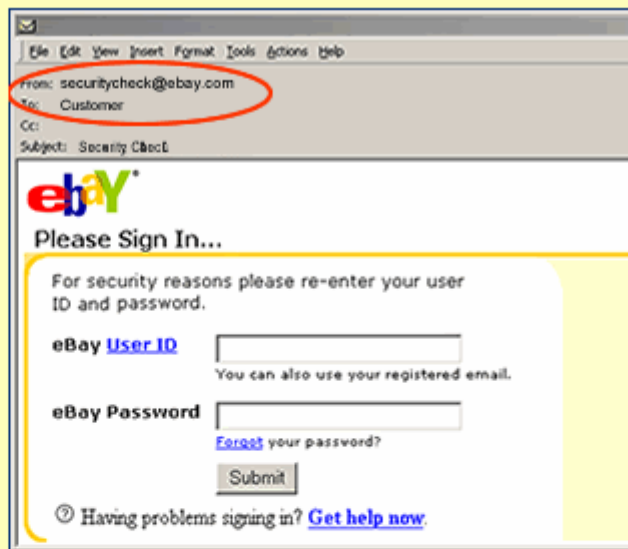 File Edit View Insert Format Tools Actions Help
From: securitycheck@ebay.com
To: Customer
Cc:
Subject: Security Check
ebaY
Please Sign In...
For security reasons please re-enter your user
ID and password.
eBay User ID
You can also use your registered email.
eBay Password
Forgot your password?
Submit
? Having problems signing in? Get help now.